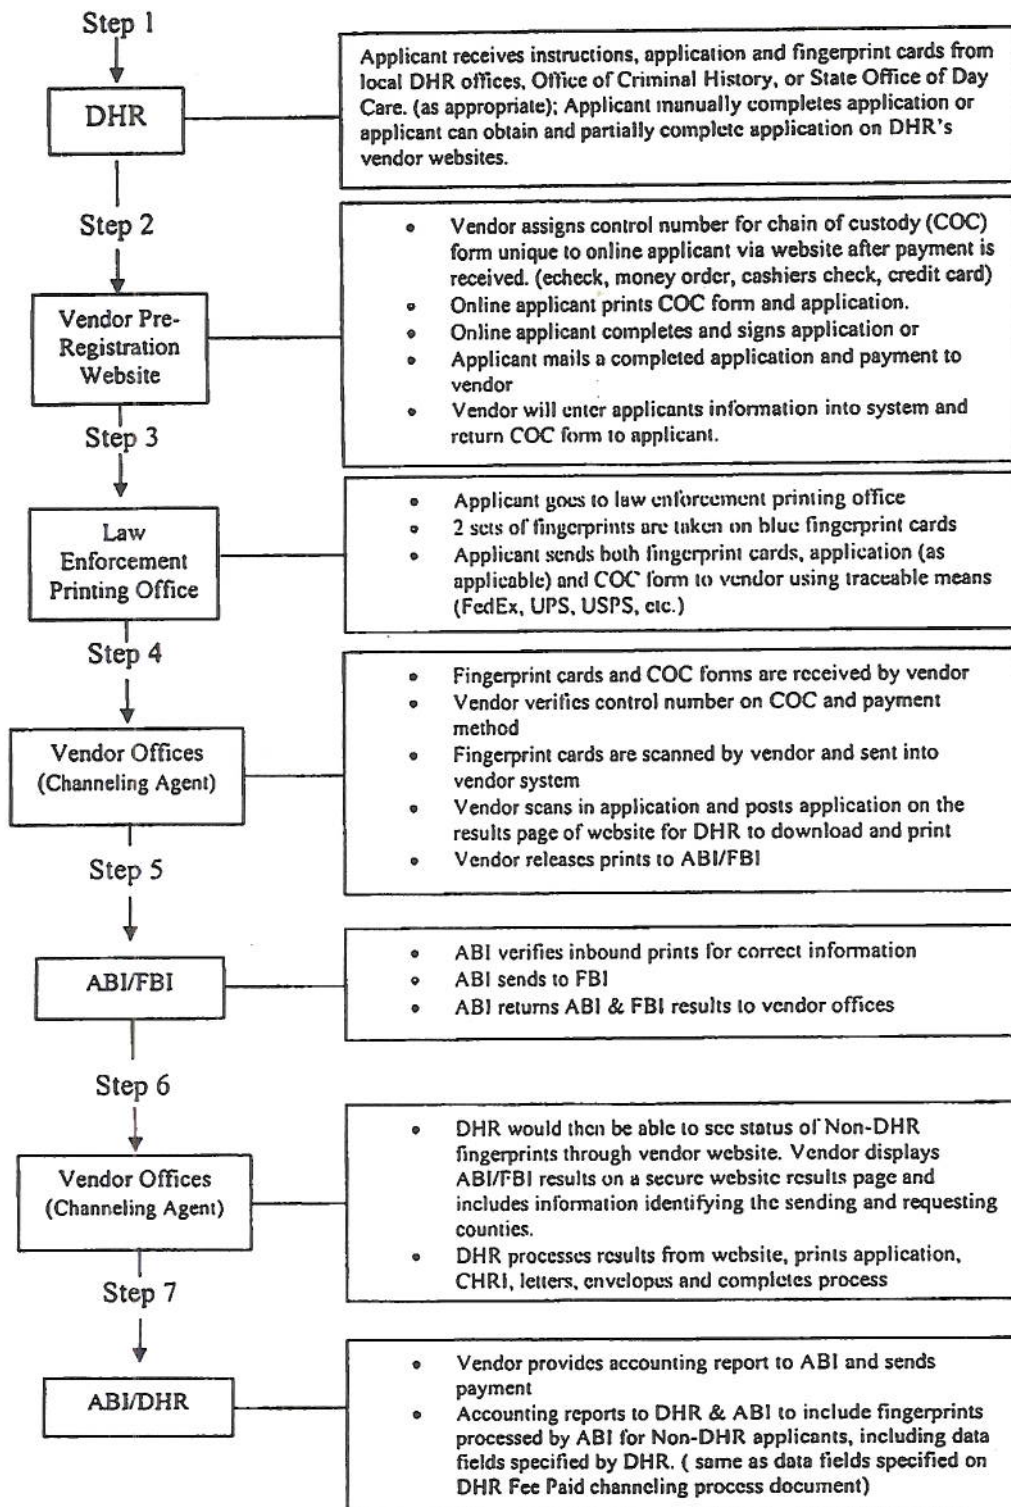 Step 1
DHR
Applicant receives instructions, application and fingerprint cards from
local DHR offices, Office of Criminal History, or State Office of Day
Care. (as appropriate); Applicant manually completes application or
applicant can obtain and partially complete application on DHR's
vendor websites.
Step 2
Vendor Pre-
Registration
Website
• Vendor assigns control number for chain of custody (COC)
form unique to online applicant via website after payment is
received. (echeck, money order, cashiers check, credit card)
• Online applicant prints COC form and application.
• Online applicant completes and signs application or
• Applicant mails a completed application and payment to
vendor
• Vendor will enter applicants information into system and
return COC form to applicant.
Step 3
Law
Enforcement
Printing Office
• Applicant goes to law enforcement printing office
• 2 sets of fingerprints are taken on blue fingerprint cards
• Applicant sends both fingerprint cards, application (as
applicable) and COC form to vendor using traceable means
(FedEx, UPS, USPS, etc.)
Step 4
Vendor Offices
(Channeling Agent)
• Fingerprint cards and COC forms are received by vendor
• Vendor verifies control number on COC and payment
method
• Fingerprint cards are scanned by vendor and sent into
vendor system
• Vendor scans in application and posts application on the
results page of website for DHR to download and print
• Vendor releases prints to ABI/FBI
Step 5
ABI/FBI
• ABI verifies inbound prints for correct information
• ABI sends to FBI
• ABI returns ABI & FBI results to vendor offices
Step 6
Vendor Offices
(Channeling Agent)
• DHR would then be able to see status of Non-DHR
fingerprints through vendor website. Vendor displays
ABI/FBI results on a secure website results page and
includes information identifying the sending and requesting
counties.
• DHR processes results from website, prints application,
CHRI, letters, envelopes and completes process
Step 7
ABI/DHR
• Vendor provides accounting report to ABI and sends
payment
• Accounting reports to DHR & ABI to include fingerprints
processed by ABI for Non-DHR applicants, including data
fields specified by DHR. ( same as data fields specified on
DHR Fee Paid channeling process document)